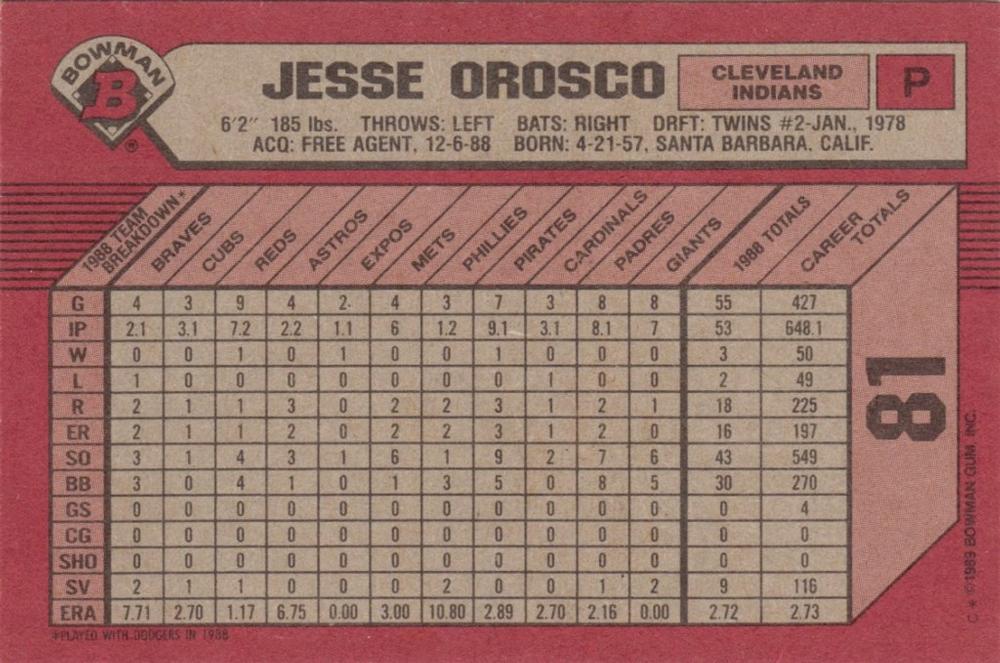 BOWMAN
B
®
JESSE OROSCO
CLEVELAND
INDIANS
P
6'2" 185 lbs. THROWS: LEFT BATS: RIGHT DRFT: TWINS #2-JAN., 1978
ACQ: FREE AGENT, 12-6-88 BORN: 4-21-57, SANTA BARBARA, CALIF.
1988 TEAM BREAKDOWN* BRAVES CUBS REDS ASTROS EXPOS METS PHILLIES PIRATES CARDINALS PADRES GIANTS 1988 TOTALS CAREER TOTALS
G 4 3 9 4 2 4 3 7 3 8 8 55 427
IP 2.1 3.1 7.2 2.2 1.1 6 1.2 9.1 3.1 8.1 7 53 648.1
W 0 0 1 0 1 0 0 1 0 0 0 3 50
L 1 0 0 0 0 0 0 0 1 0 0 2 49
R 2 1 1 3 0 2 2 3 1 2 1 18 225
ER 2 1 1 2 0 2 2 3 1 2 0 16 197
SO 3 1 4 3 1 6 1 9 2 7 6 43 549
BB 3 0 4 1 0 1 3 5 0 8 5 30 270
GS 0 0 0 0 0 0 0 0 0 0 0 0 4
CG 0 0 0 0 0 0 0 0 0 0 0 0 0
SHO 0 0 0 0 0 0 0 0 0 0 0 0 0
SV 2 1 1 0 0 0 2 0 0 1 2 9 116
ERA 7.71 2.70 1.17 6.75 0.00 3.00 10.80 2.89 2.70 2.16 0.00 2.72 2.73
*PLAYED WITH DODGERS IN 1988
81
C * ©1989 BOWMAN GUM, INC.